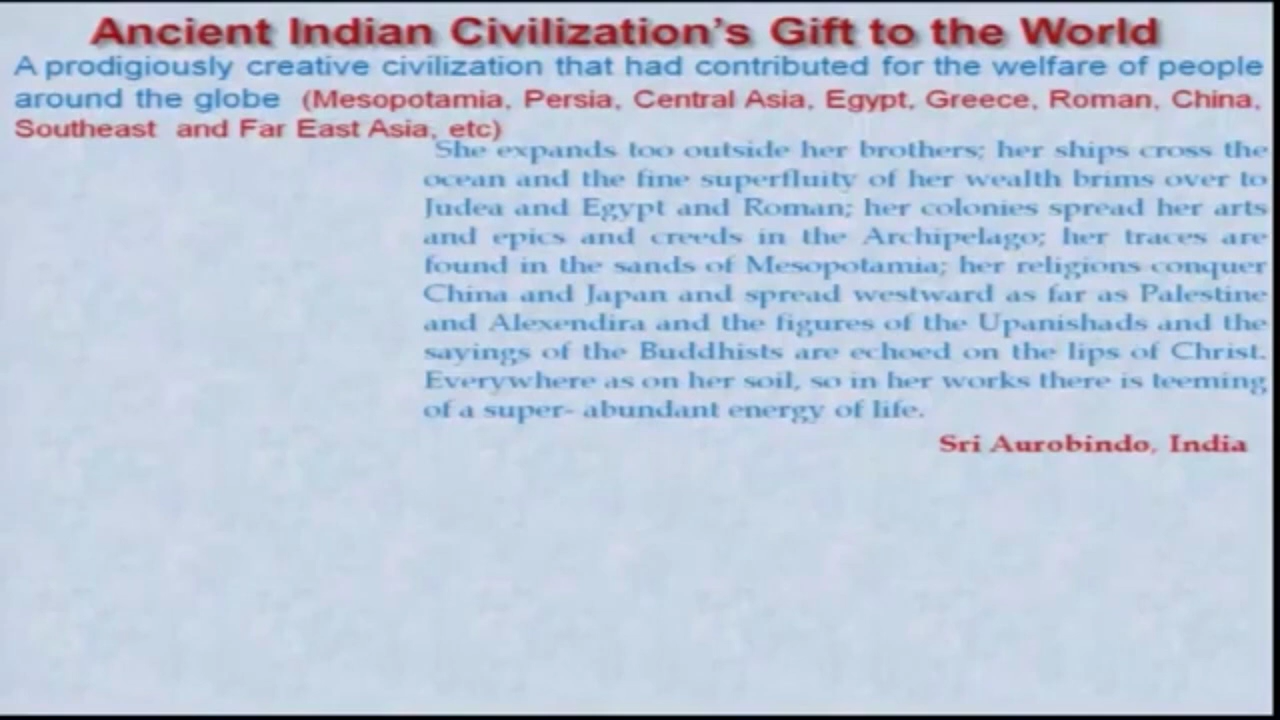 Ancient Indian Civilization's Gift to the World
A prodigiously creative civilization that had contributed for the welfare of people
around the globe (Mesopotamia, Persia, Central Asia, Egypt, Greece, Roman, China,
Southeast and Far East Asia, etc)
She expands too outside her brothers; her ships cross the
ocean and the fine superfluity of her wealth brims over to
Judea and Egypt and Roman; her colonies spread her arts
and epics and creeds in the Archipelago; her traces are
found in the sands of Mesopotamia; her religions conquer
China and Japan and spread westward as far as Palestine
and Alexendira and the figures of the Upanishads and the
sayings of the Buddhists are echoed on the lips of Christ.
Everywhere as on her soil, so in her works there is teeming
of a super- abundant energy of life.
Sri Aurobindo, India